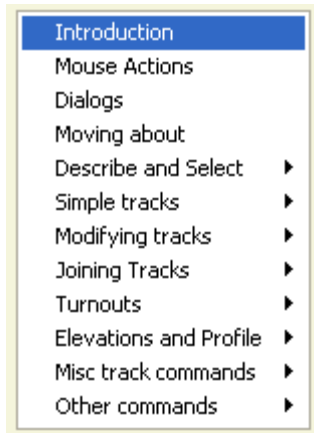 Introduction
Mouse Actions
Dialogs
Moving about
Describe and Select
Simple tracks
Modifying tracks
Joining Tracks
Turnouts
Elevations and Profile
Misc track commands
Other commands